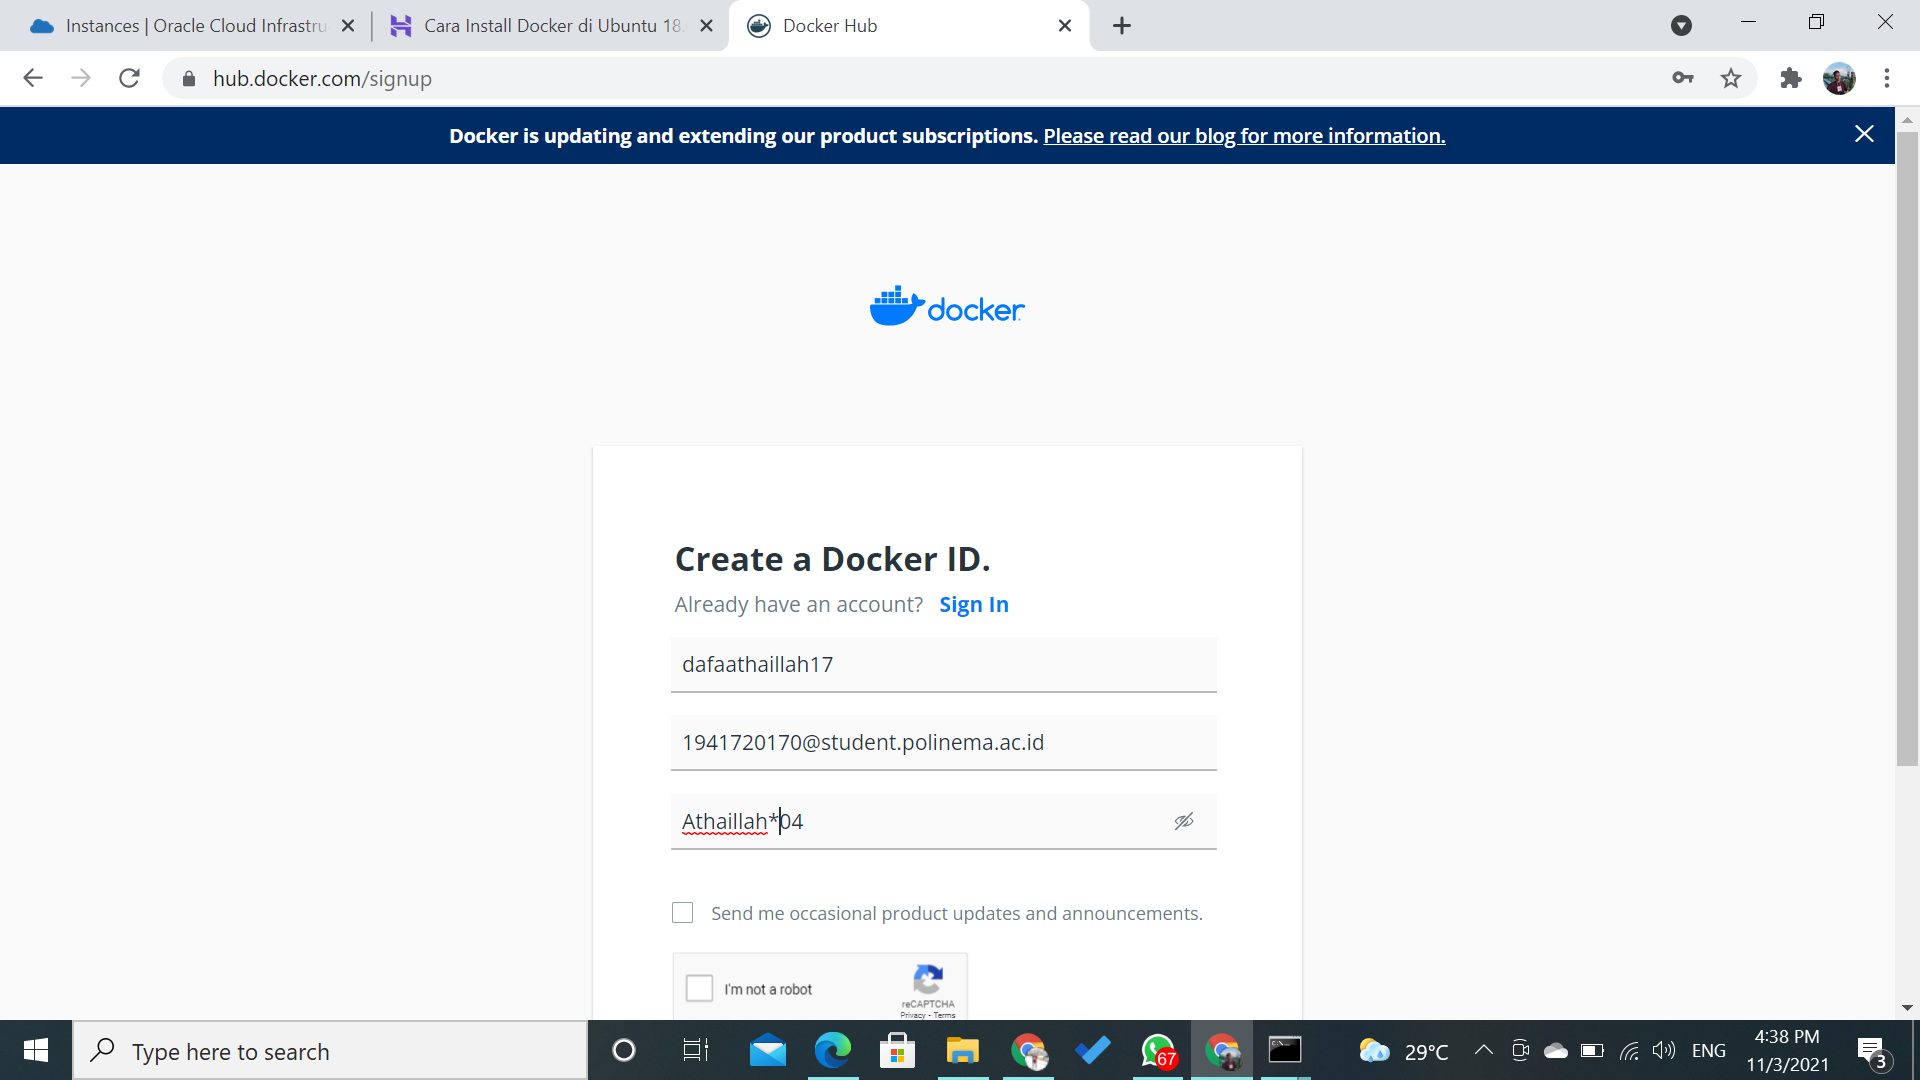 Instances | Oracle Cloud Infrastru
Cara Install Docker di Ubuntu 18.
Docker Hub
hub.docker.com/signup
Docker is updating and extending our product subscriptions. Please read our blog for more information.
docker
Create a Docker ID.
Already have an account? Sign In
dafaathaillah17
1941720170@student.polinema.ac.id
Athaillah*04
Send me occasional product updates and announcements.
I'm not a robot
reCAPTCHA
Privacy - Terms
Type here to search
67
29°C
ENG
4:38 PM
11/3/2021
3